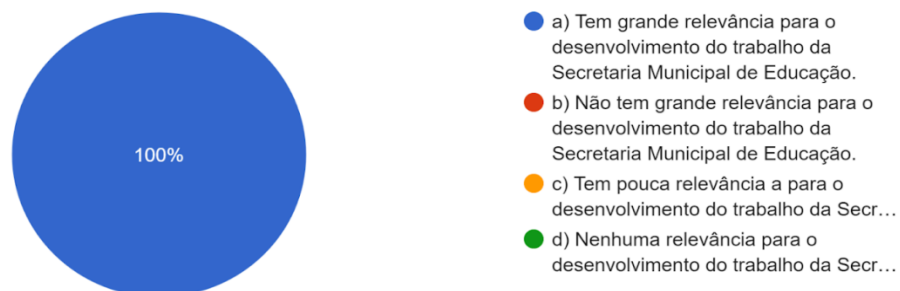 100%
a) Tem grande relevância para o
desenvolvimento do trabalho da
Secretaria Municipal de Educação.
b) Não tem grande relevância para o
desenvolvimento do trabalho da
Secretaria Municipal de Educação.
c) Tem pouca relevância a para o
desenvolvimento do trabalho da Secr...
d) Nenhuma relevância para o
desenvolvimento do trabalho da Secr...